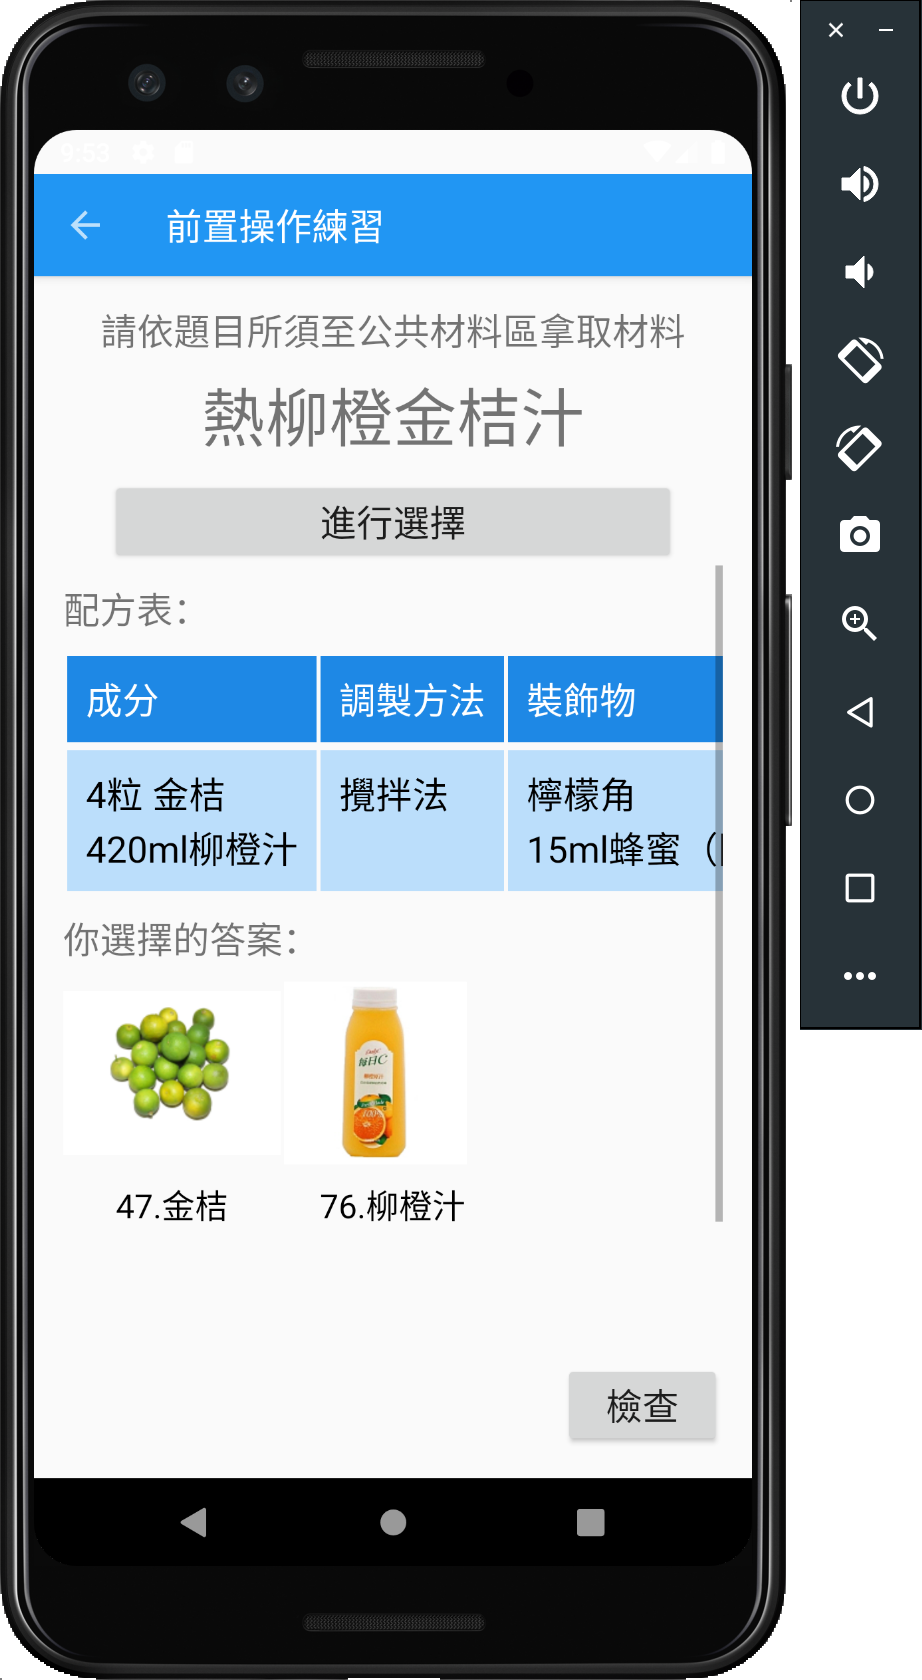 9:53
前置操作練習
請依題目所須至公共材料區拿取材料
熱柳橙金桔汁
進行選擇
配方表：
成分 調製方法 裝飾物
4粒 金桔 攪拌法 檸檬角
420ml柳橙汁 15ml蜂蜜（
你選擇的答案：
每日C
100%
47.金桔 76.柳橙汁
檢查